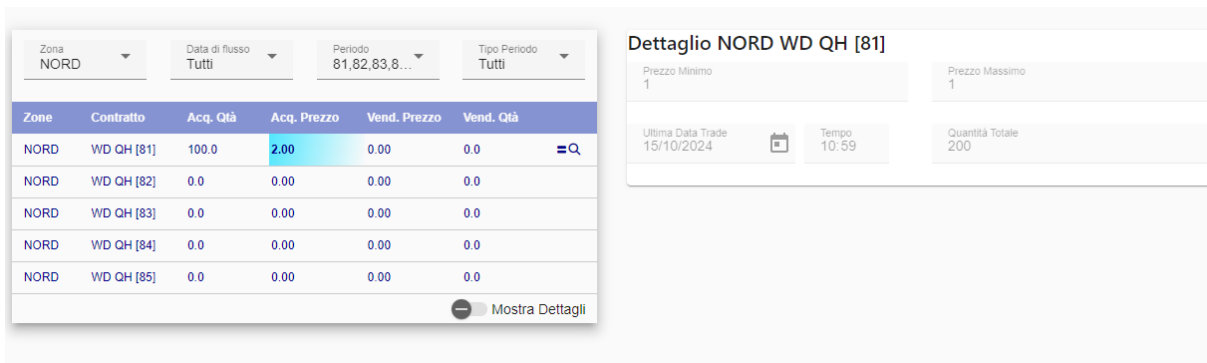 Zona
NORD
Data di flusso
Tutti
Periodo
81,82,83,8...
Tipo Periodo
Tutti
Zone Contratto Acq. Qtà Acq. Prezzo Vend. Prezzo Vend. Qtà
NORD WD QH [81] 100.0 2.00 0.00 0.0
NORD WD QH [82] 0.0 0.00 0.00 0.0
NORD WD QH [83] 0.0 0.00 0.00 0.0
NORD WD QH [84] 0.0 0.00 0.00 0.0
NORD WD QH [85] 0.0 0.00 0.00 0.0
Mostra Dettagli
Dettaglio NORD WD QH [81]
Prezzo Minimo
1
Prezzo Massimo
1
Ultima Data Trade
15/10/2024
Tempo
10:59
Quantità Totale
200